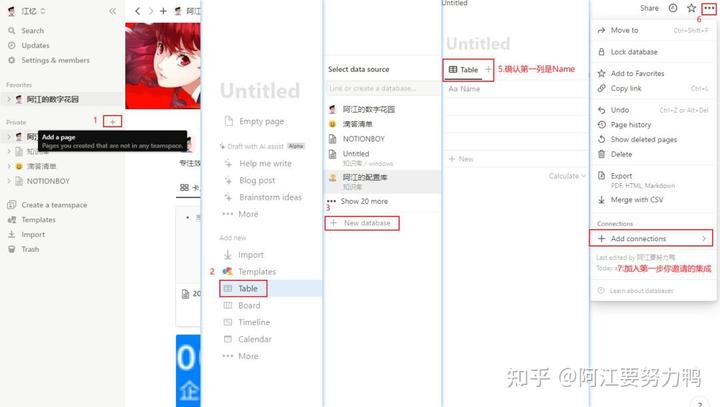 江忆
Search
Updates
Settings & members
Favorites
阿江的数字花园
Private
1
Add a page
Pages you created that are not in any teamspace.
知识库
滴答清单
NOTIONBOY
Create a teamspace
Templates
Import
Trash
Untitled
Empty page
Draft with AI assist Alpha
Help me write
Blog post
Brainstorm ideas
More
Add new
Import
2 Templates
Table
Board
Timeline
Calendar
More
Select data source
Link or create a database...
阿江的数字花园
滴答清单
NOTIONBOY
Untitled
知识库 / windows
阿江的配置库
知识库
Show 20 more
3
New database
Untitled
Untitled
Table
5.确认第一列是Name
Aa Name
New
Calculate
Share
6
Move to Ctrl+Shift+P
Lock database
Add to Favorites
Copy link Ctrl+L
Undo Ctrl+Z or Alt+Del
Page history
Show deleted pages
Delete
Export
PDF, HTML, Markdown
Merge with CSV
Connections
Add connections
Last edited by 阿江要努力鸭
7.加入第一步你邀请的集成
Learn about databases
知乎 @阿江要努力鸭